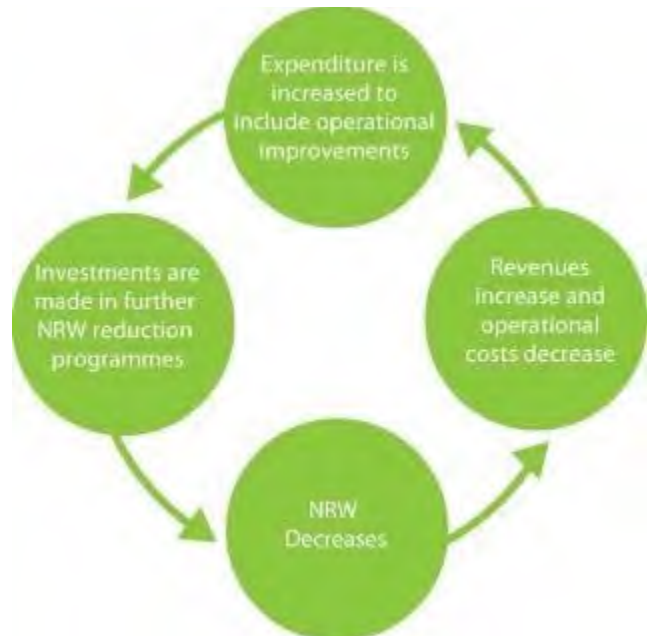 Expenditure is
increased to
include operational
improvements
Investments are
made in further
NRW reduction
programmes
Revenues
increase and
operational
costs decrease
NRW
Decreases